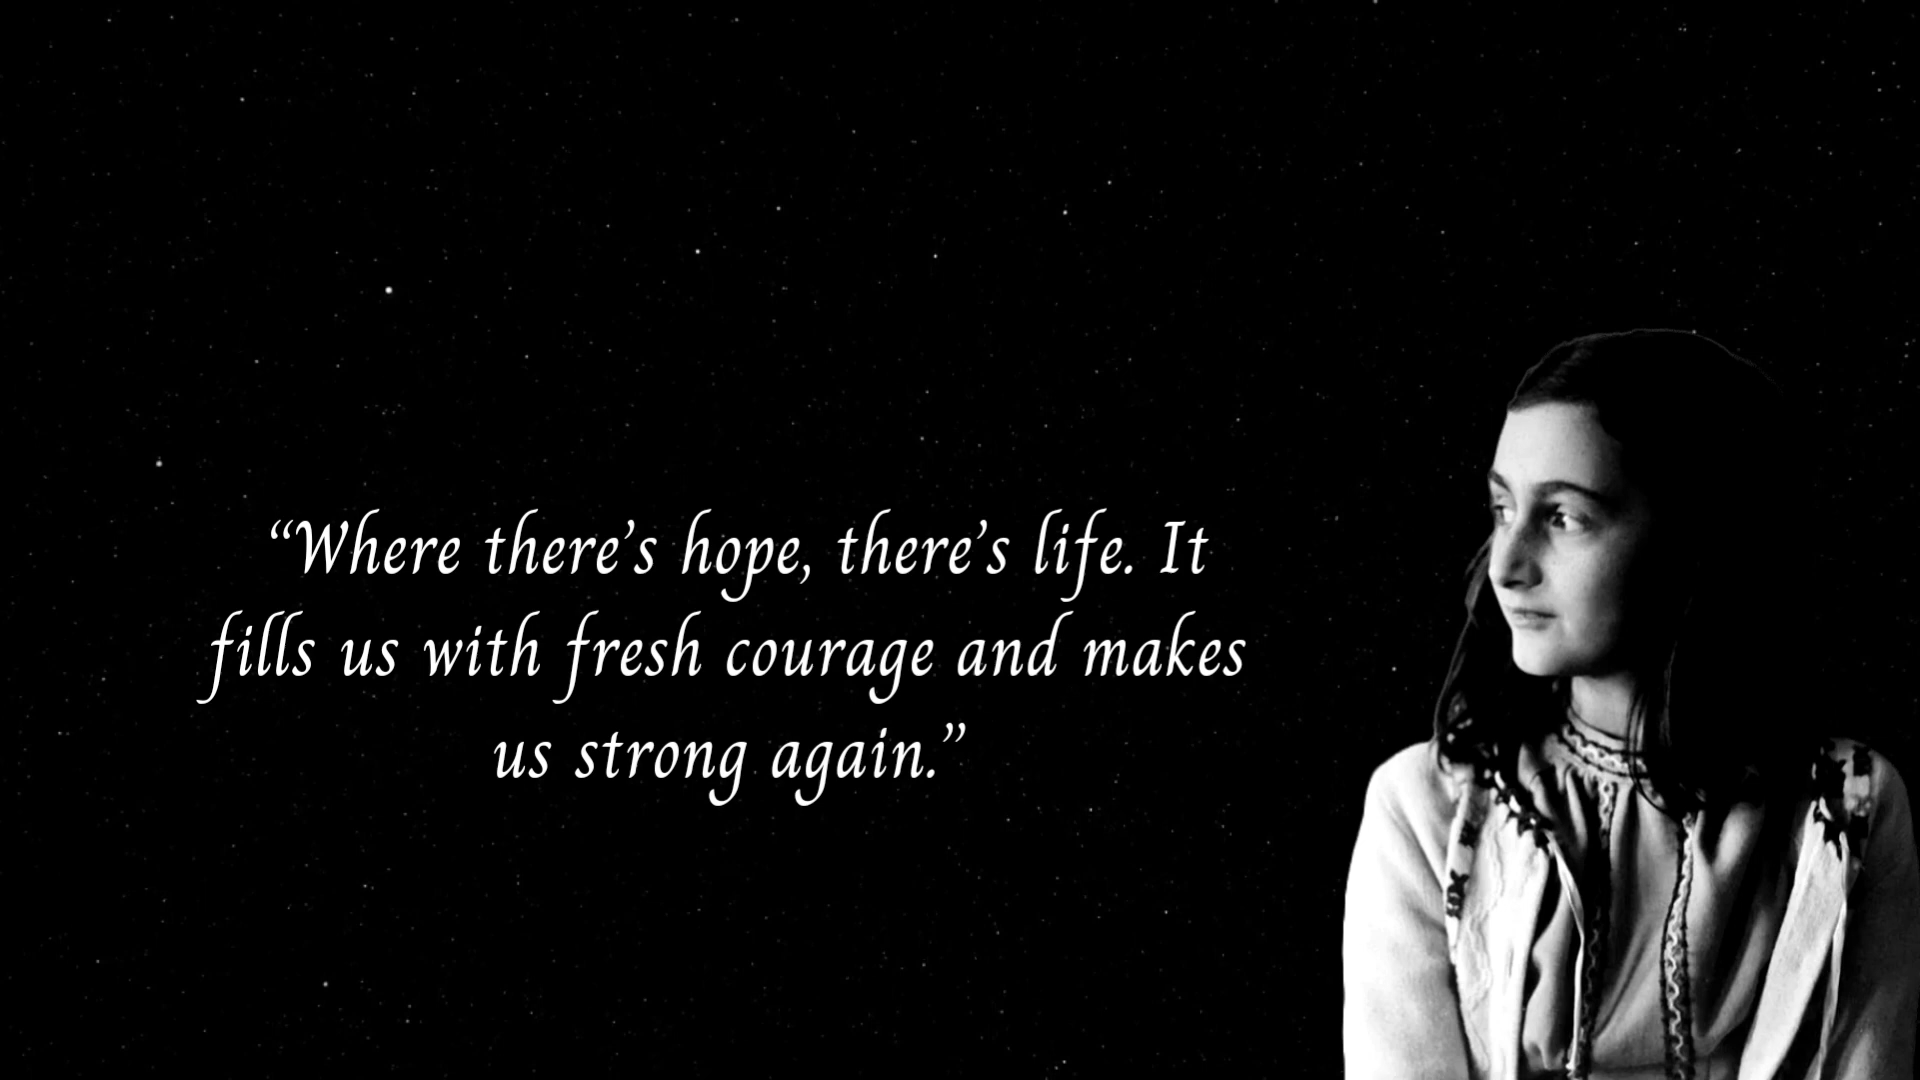 “Where there’s hope, there’s life. It
fills us with fresh courage and makes
us strong again.”